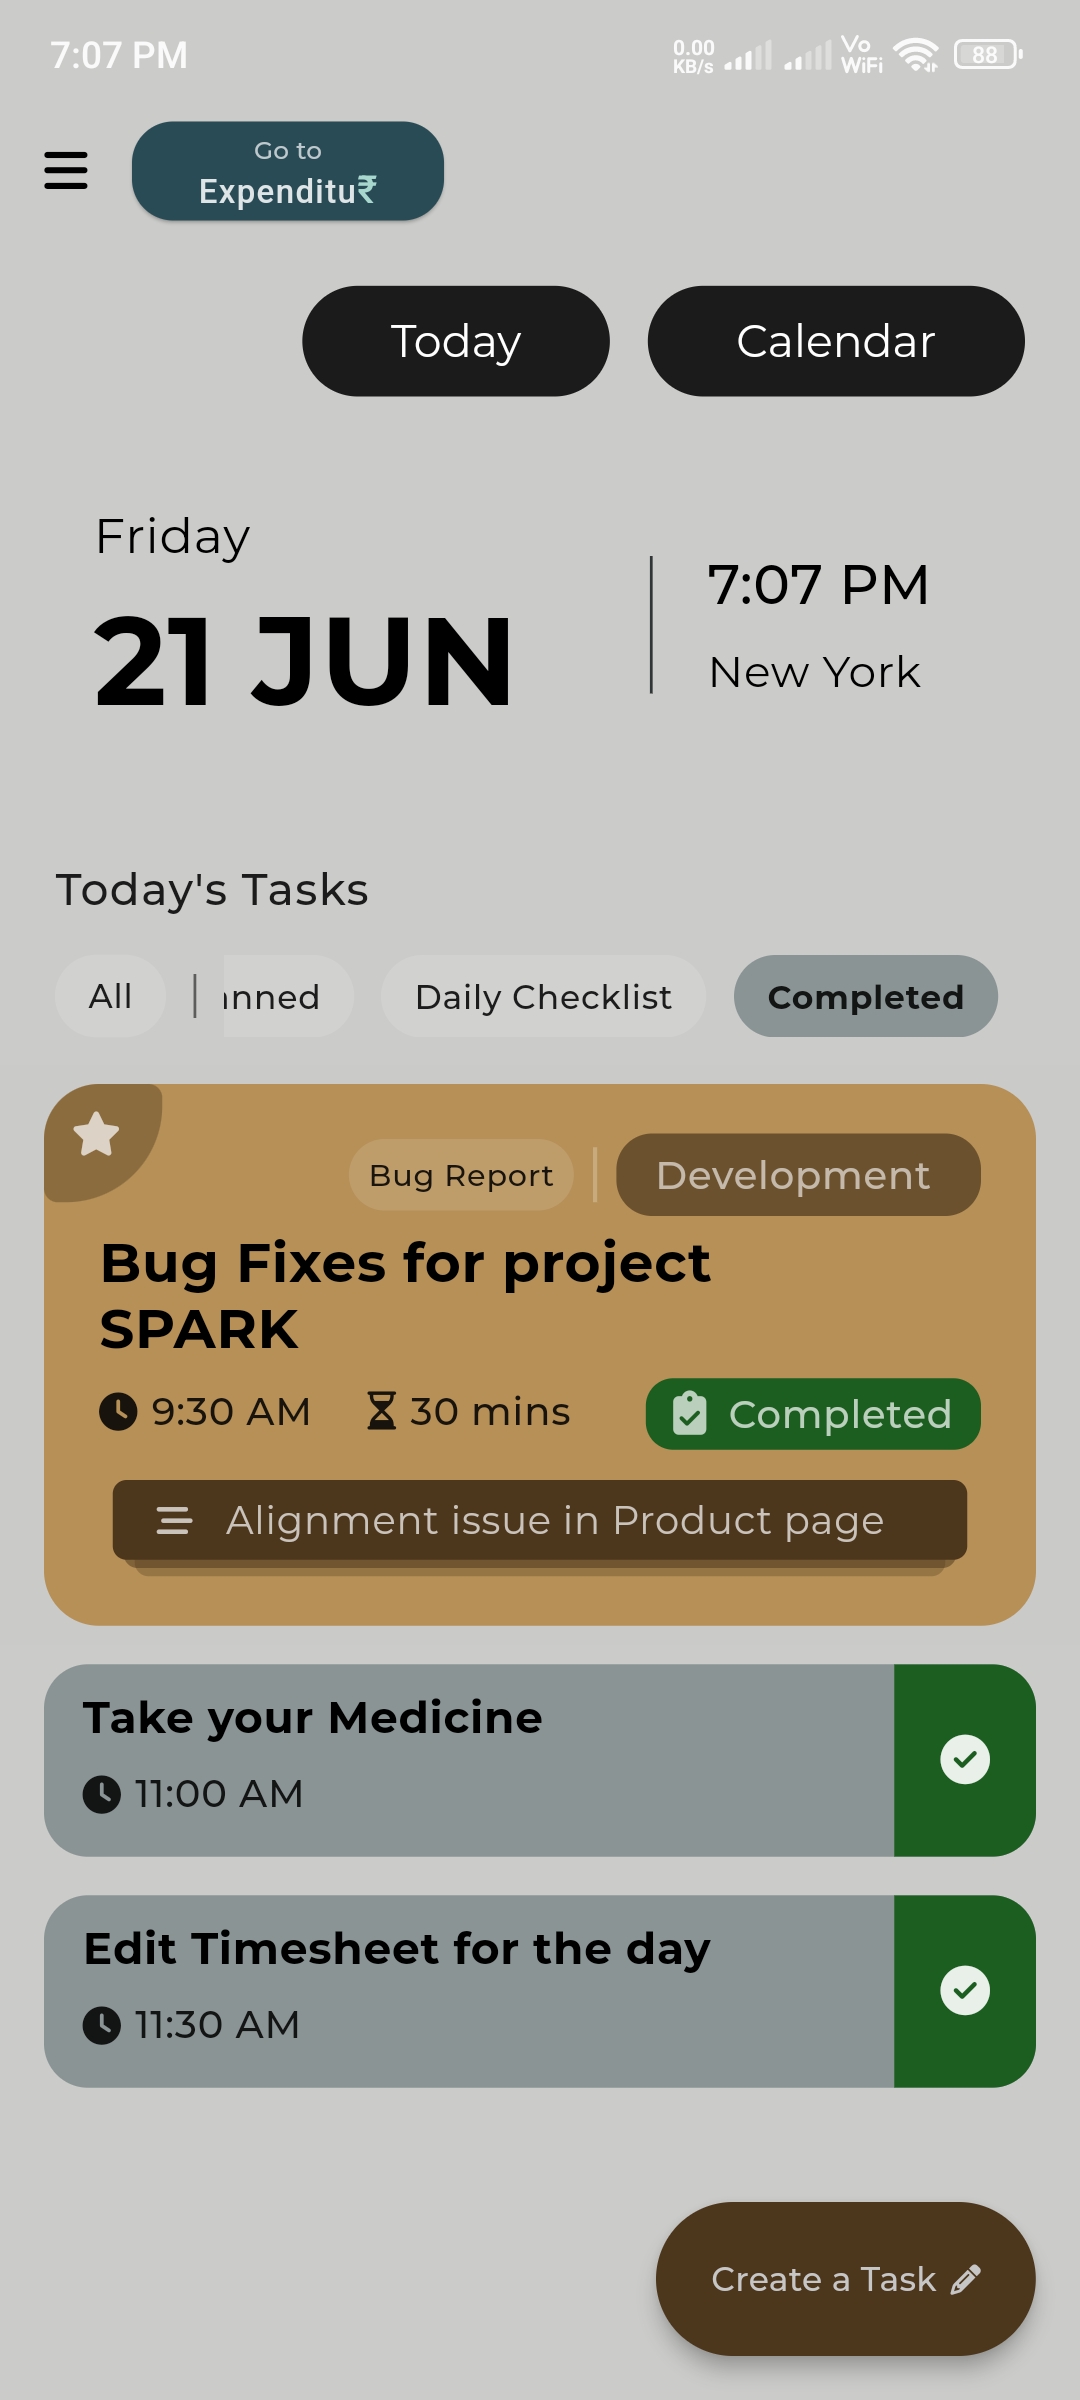 7:07 PM
0.00 KB/s
Vo WiFi
88
Go to
Expenditu₹
Today
Calendar
Friday
21 JUN
7:07 PM
New York
Today's Tasks
All
nned
Daily Checklist
Completed
Bug Report
Development
Bug Fixes for project
SPARK
9:30 AM
30 mins
Completed
Alignment issue in Product page
Take your Medicine
11:00 AM
Edit Timesheet for the day
11:30 AM
Create a Task